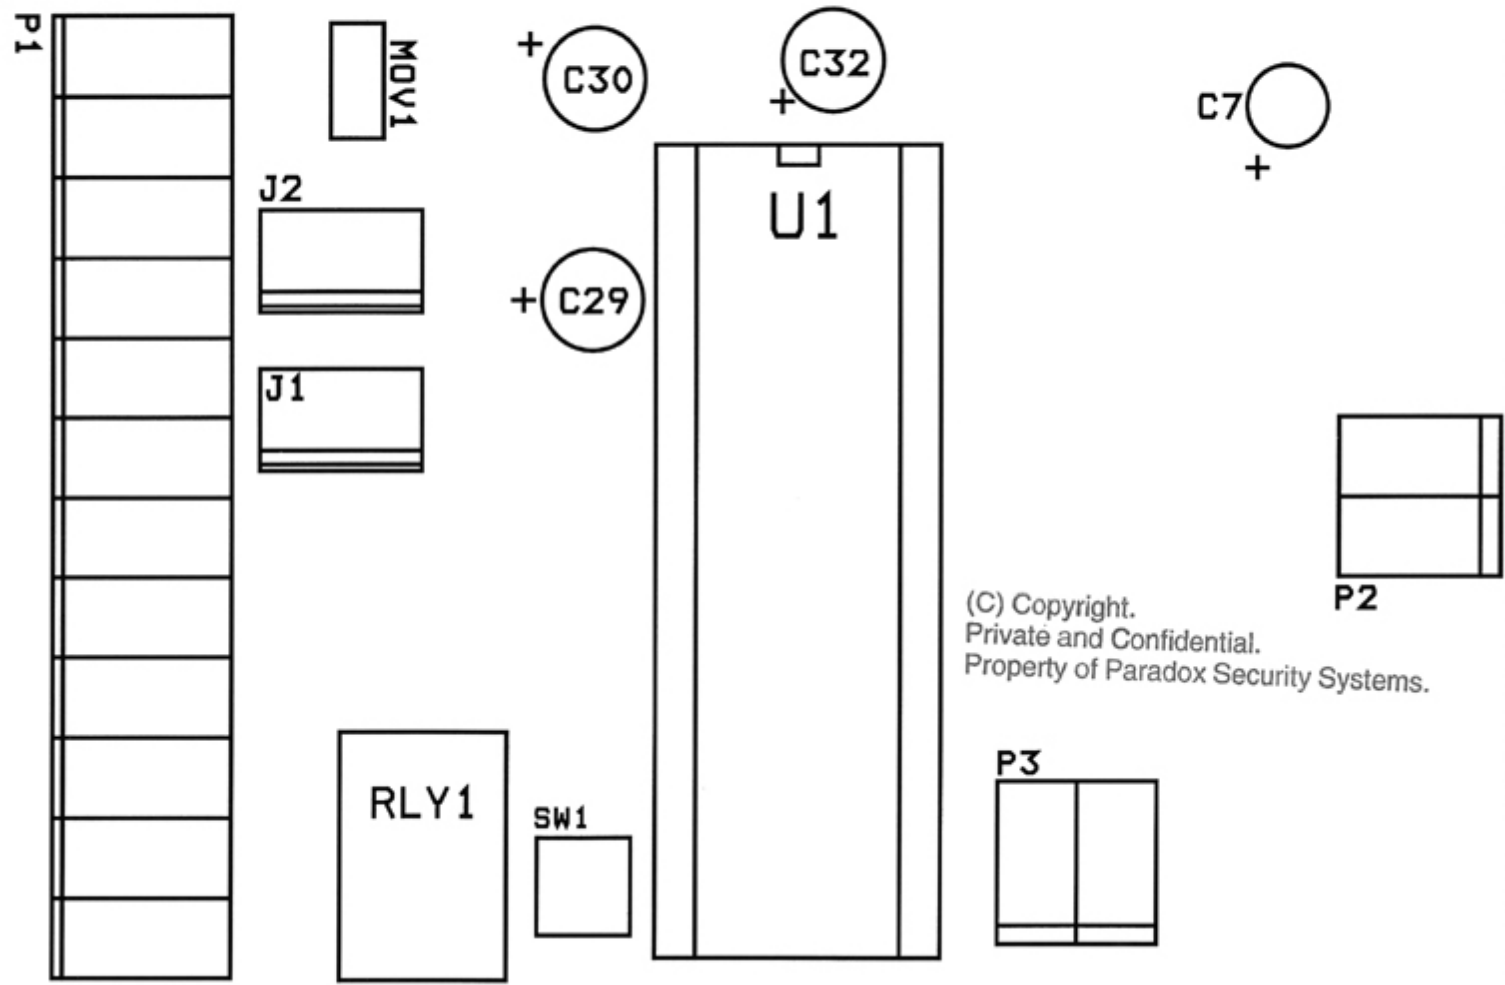 P1
MOV1
+
C30
C32
+
C7
+
J2
U1
+
C29
J1
P2
(C) Copyright.
Private and Confidential.
Property of Paradox Security Systems.
P3
RLY1
SW1